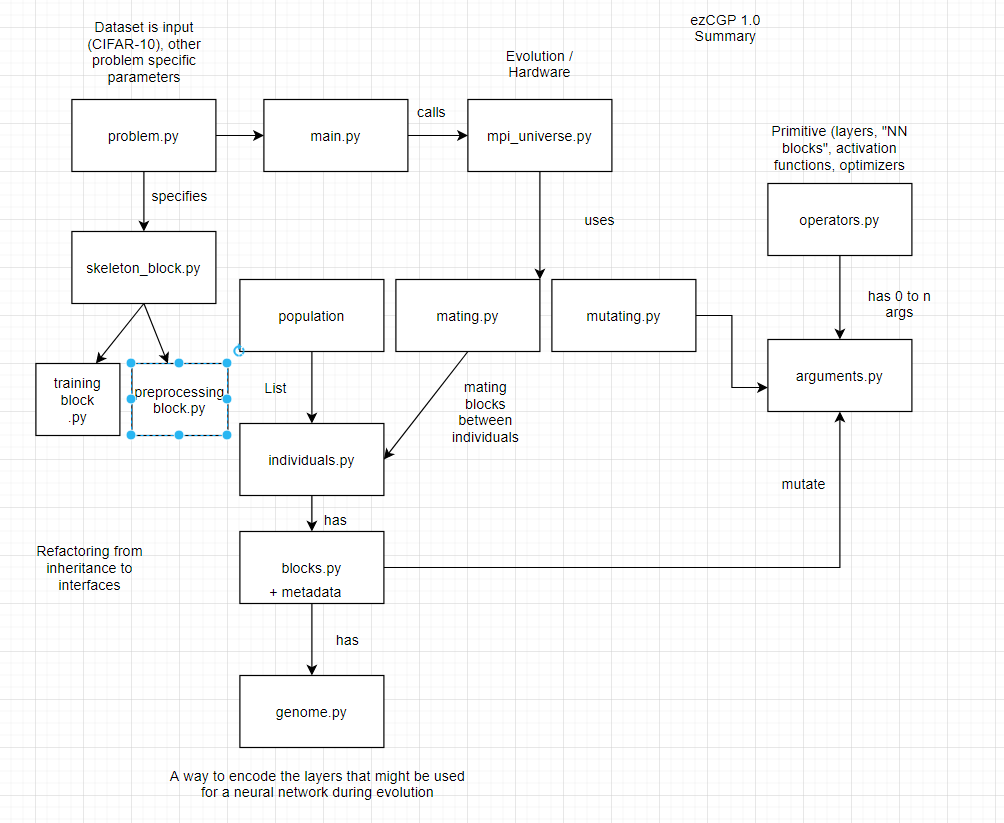 ezCGP 1.0
Summary
Dataset is input
(CIFAR-10), other
problem specific
parameters
Evolution /
Hardware
problem.py
main.py
calls
mpi_universe.py
Primitive (layers, "NN
blocks", activation
functions, optimizers
specifies
uses
operators.py
skeleton_block.py
has 0 to n
args
population
mating.py
mutating.py
arguments.py
training
block
.py
preprocessing
block.py
List
mating
blocks
between
individuals
individuals.py
mutate
has
Refactoring from
inheritance to
interfaces
blocks.py
+ metadata
has
genome.py
A way to encode the layers that might be used
for a neural network during evolution